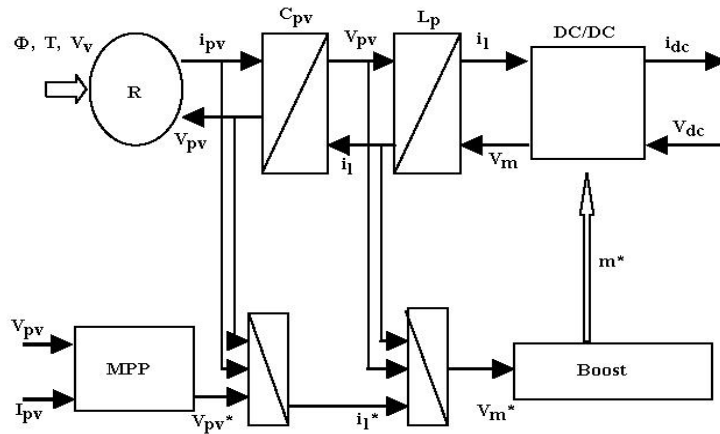 C_pv
L_p
DC/DC
Φ, T, V_v
i_pv
V_pv
i_l
i_dc
R
V_pv
i_l
V_m
V_dc
m*
V_pv
MPP
Boost
I_pv
V_pv*
i_l*
V_m*